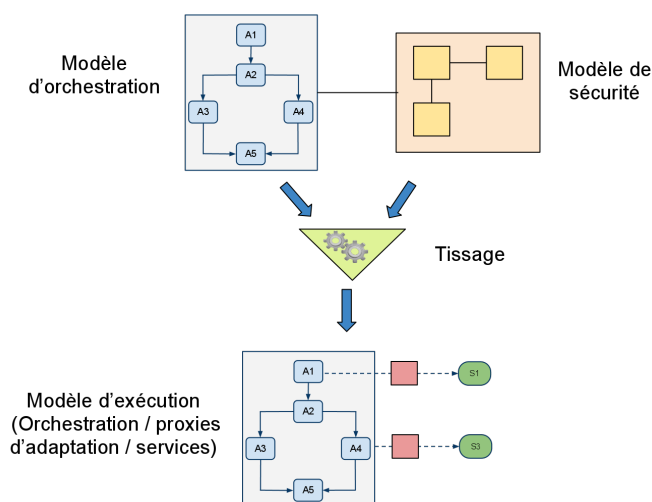 A1
Modèle
d'orchestration
A2
A3
A4
A5
Modèle de
sécurité
Tissage
Modèle d'exécution
(Orchestration / proxies
d'adaptation / services)
A1
S1
A2
A3
A4
S3
A5